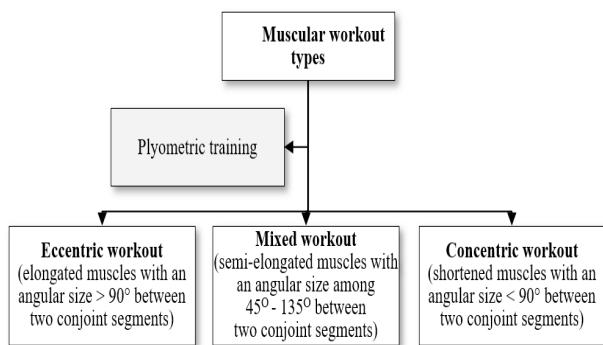 Muscular workout
types
Plyometric training
Eccentric workout
(elongated muscles with an
angular size > 90° between
two conjoint segments)
Mixed workout
(semi-elongated muscles with
an angular size among
45⁰ - 135⁰ between
two conjoint segments)
Concentric workout
(shortened muscles with an
angular size < 90° between
two conjoint segments)